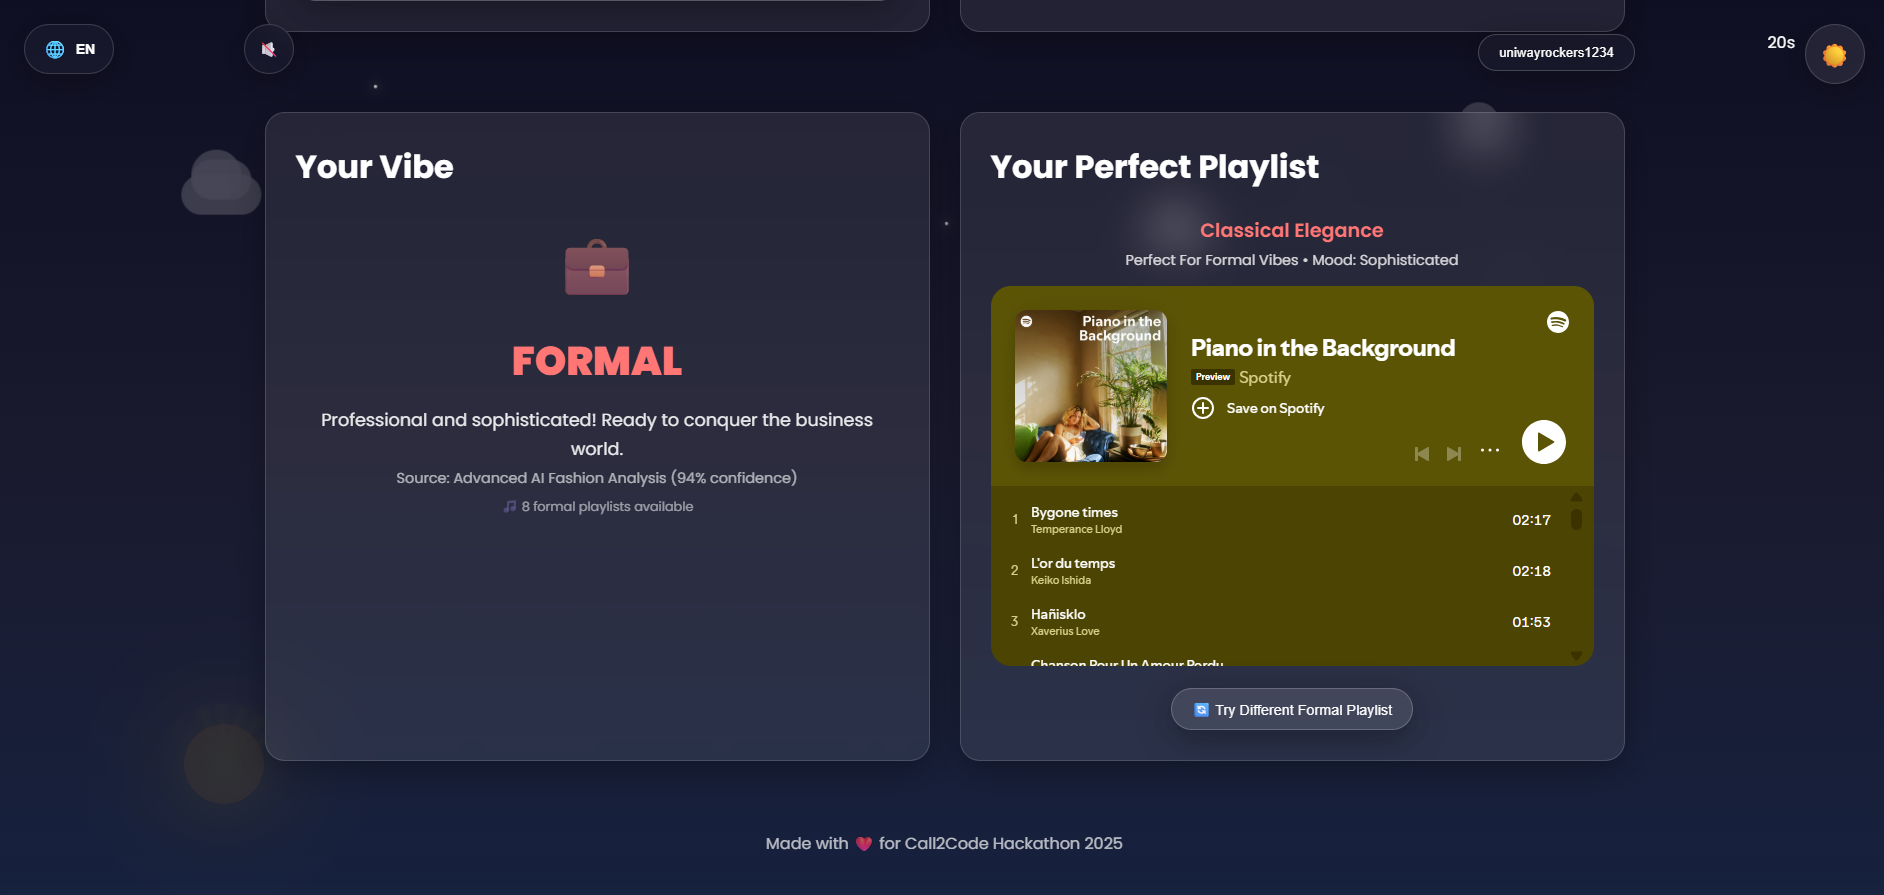 EN
uniwayrockers1234
20s
Your Vibe
FORMAL
Professional and sophisticated! Ready to conquer the business
world.
Source: Advanced AI Fashion Analysis (94% confidence)
8 formal playlists available
Your Perfect Playlist
Classical Elegance
Perfect For Formal Vibes • Mood: Sophisticated
Piano in the
Background
Piano in the Background
Preview Spotify
Save on Spotify
1 Bygone times 02:17
Temperance Lloyd
2 L'or du temps 02:18
Keiko Ishida
3 Hañisklo 01:53
Xaverius Love
Chanson Pour Un Amour Perdu
Try Different Formal Playlist
Made with ❤ for Call2Code Hackathon 2025